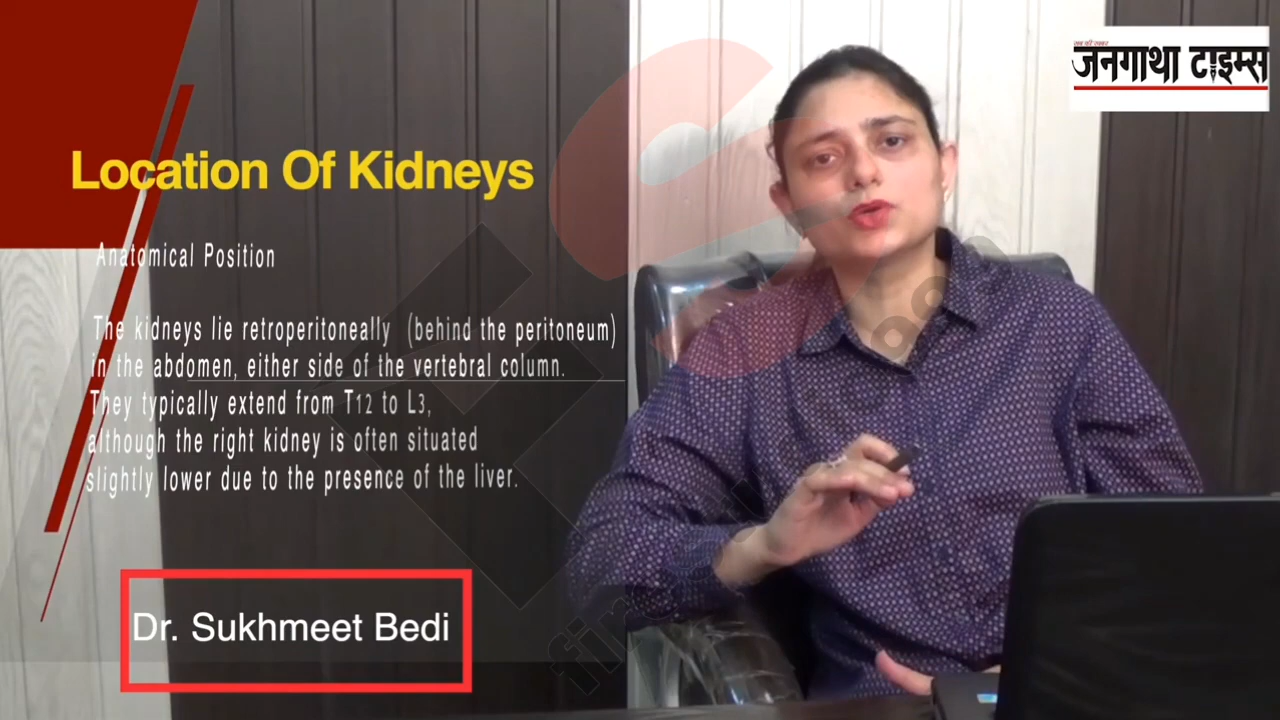 सच की रफ्तार
जनगाथा टाइम्स
Location Of Kidneys
Anatomical Position
The kidneys lie retroperitoneally (behind the peritoneum)
in the abdomen, either side of the vertebral column.
They typically extend from T12 to L3,
although the right kidney is often situated
slightly lower due to the presence of the liver.
Dr. Sukhmeet Bedi